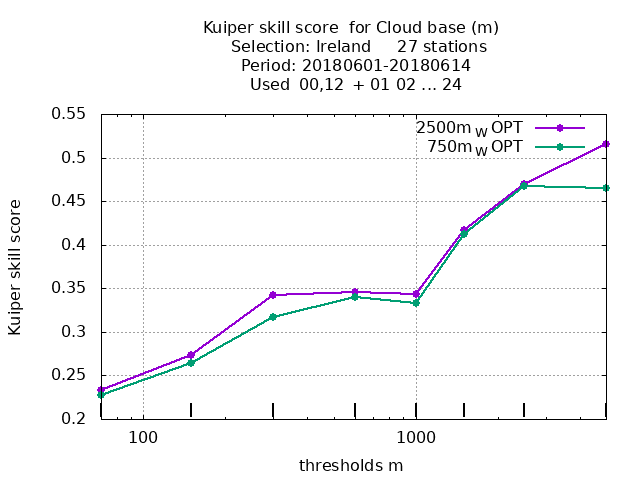 Kuiper skill score  for Cloud base (m)
Selection: Ireland     27 stations
Period: 20180601-20180614
Used  00,12  + 01 02 ... 24
0.55
0.5
0.45
0.4
0.35
0.3
0.25
0.2
Kuiper skill score
2500m_W OPT
750m_W OPT
100
1000
thresholds m